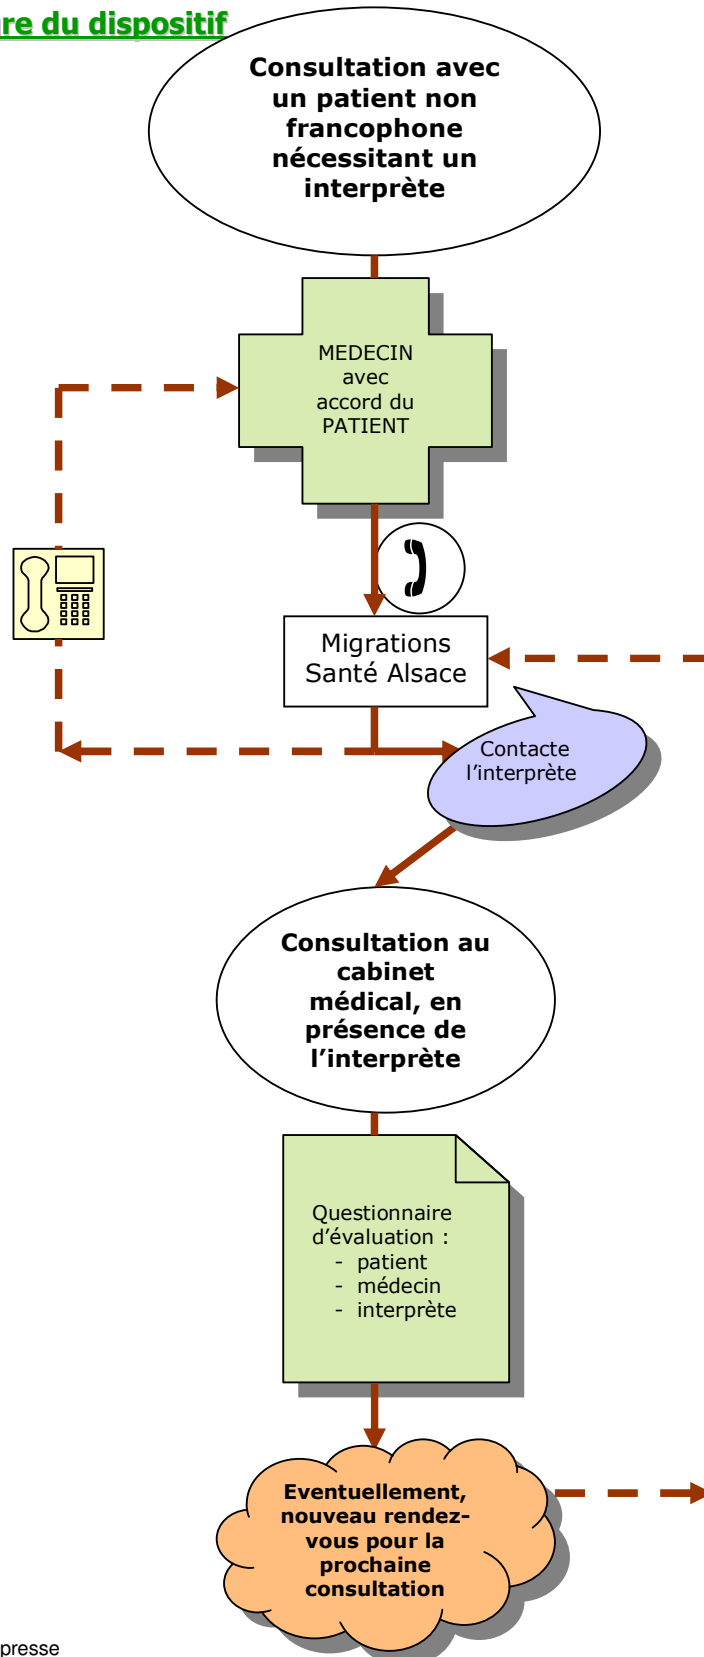 re du dispositif
Consultation avec
un patient non
francophone
nécessitant un
interprète
MEDECIN
avec
accord du
PATIENT
Migrations
Santé Alsace
Contacte
l'interprète
Consultation au
cabinet
médical, en
présence de
l'interprète
Questionnaire
d'évaluation :
- patient
- médecin
- interprète
Eventuellement,
nouveau rendez-
vous pour la
prochaine
consultation
presse